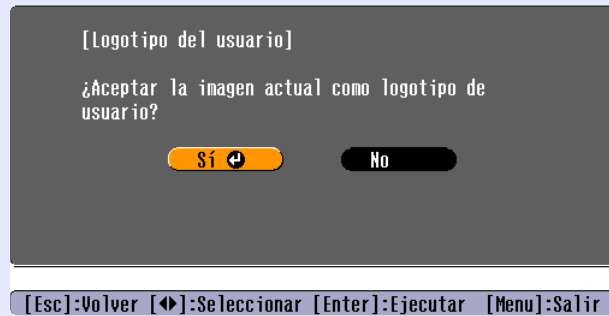 [Logotipo del usuario]
¿Aceptar la imagen actual como logotipo de
usuario?
Sí No
[Esc]:Volver [◆]:Seleccionar [Enter]:Ejecutar [Menu]:Salir